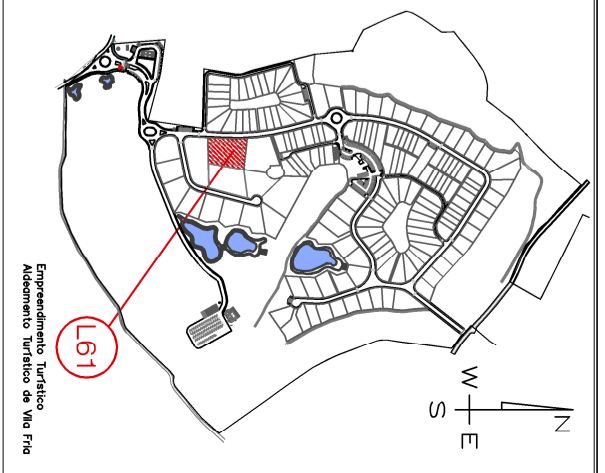 Empreendimento Turístico
Aldeamento Turístico de Vila Fria
L61
N
W
E
S